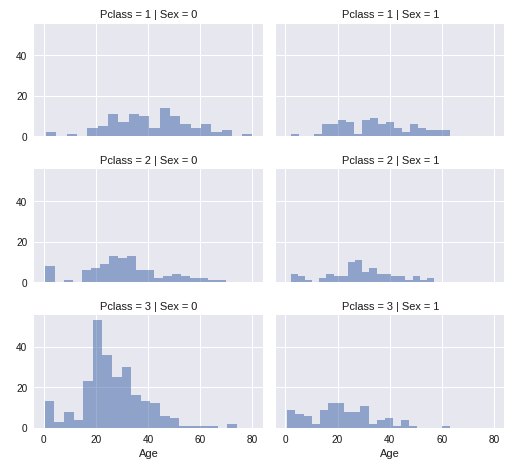 Pclass = 1 | Sex = 0
Pclass = 1 | Sex = 1
40
20
0
Pclass = 2 | Sex = 0
Pclass = 2 | Sex = 1
40
20
0
Pclass = 3 | Sex = 0
Pclass = 3 | Sex = 1
40
20
0
0 20 40 60 80
0 20 40 60 80
Age
Age